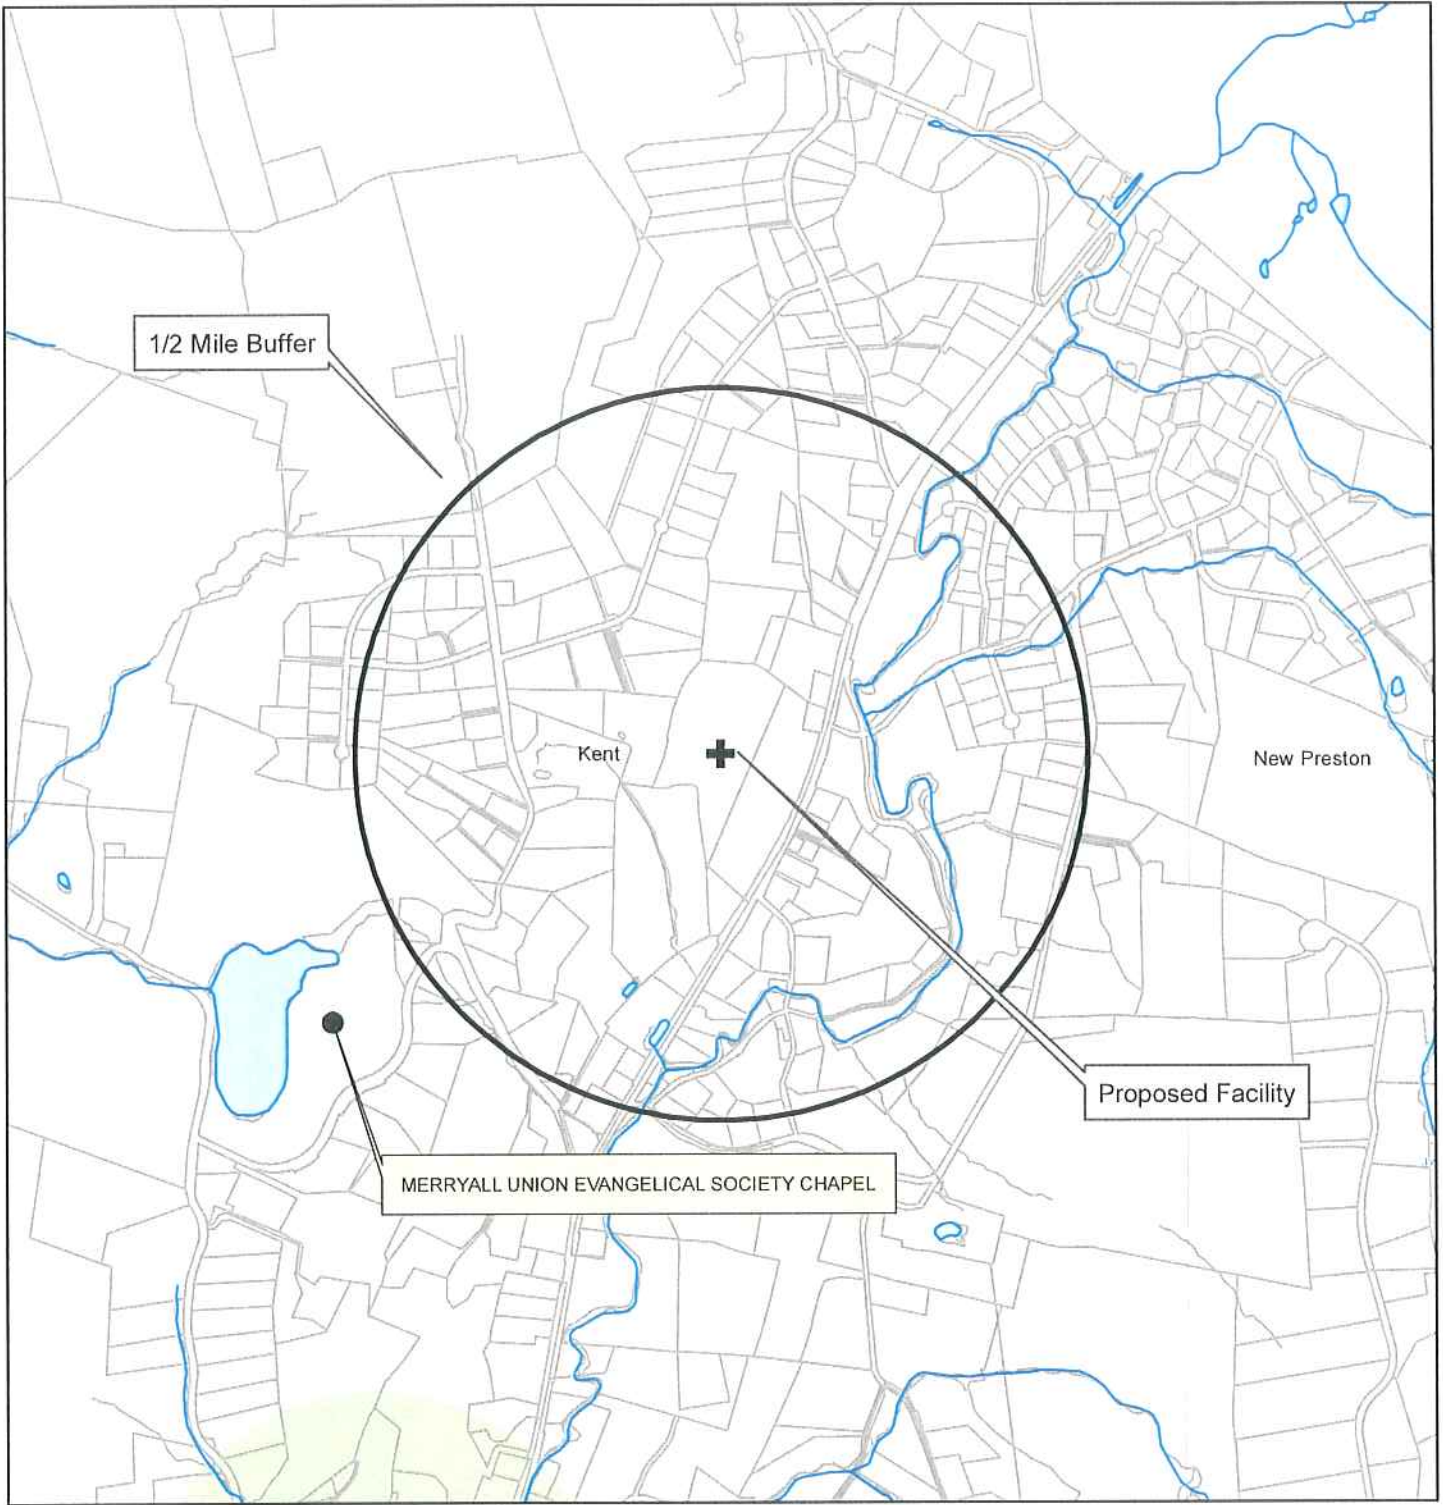 1/2 Mile Buffer
Kent
New Preston
Proposed Facility
MERRYALL UNION EVANGELICAL SOCIETY CHAPEL